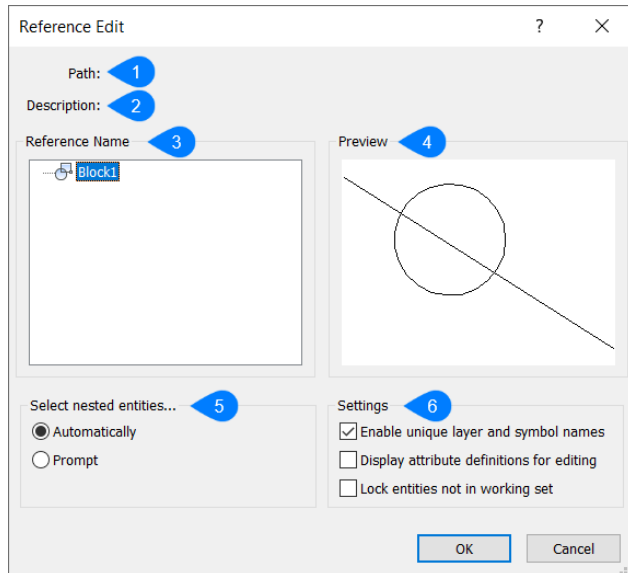 Reference Edit ?
Path: 1
Description: 2
Reference Name 3
Block1
Preview 4
Select nested entities... 5
Automatically
Prompt
Settings 6
Enable unique layer and symbol names
Display attribute definitions for editing
Lock entities not in working set
OK Cancel